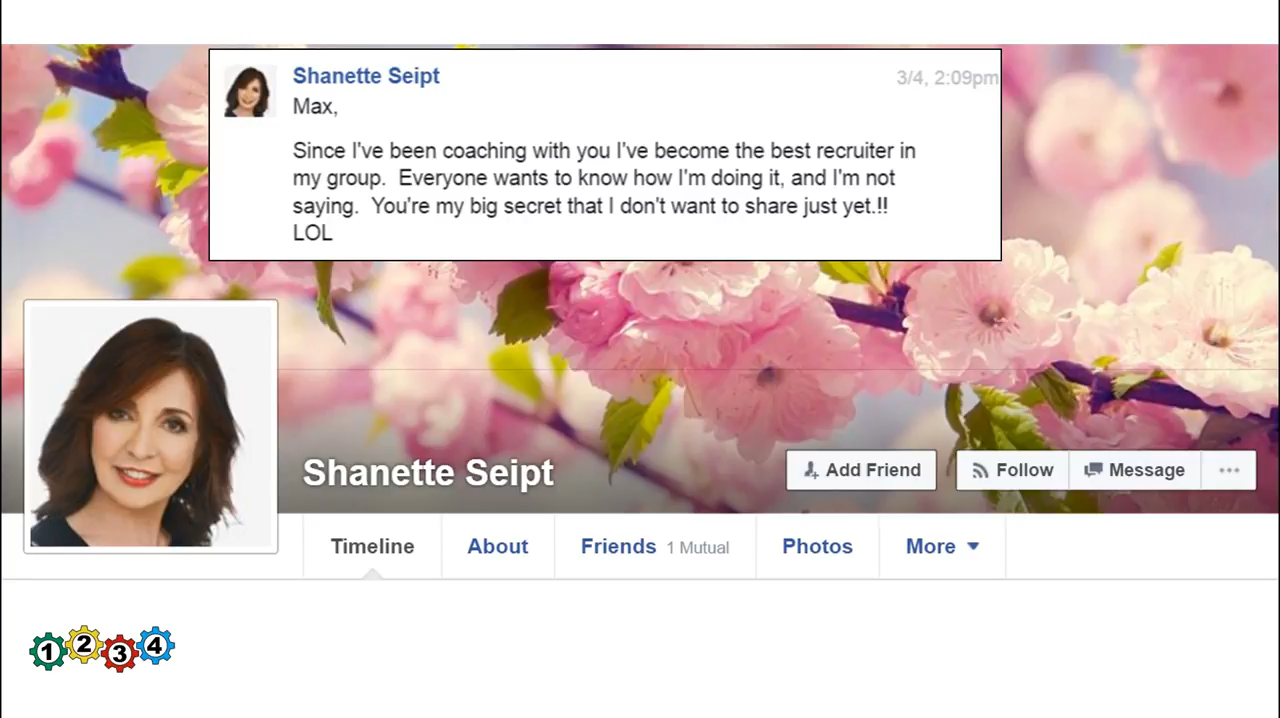 Shanette Seipt 3/4, 2:09pm
Max,
Since I've been coaching with you I've become the best recruiter in
my group. Everyone wants to know how I'm doing it, and I'm not
saying. You're my big secret that I don't want to share just yet.!!
LOL
Shanette Seipt
Add Friend
Follow
Message
Timeline
About
Friends 1 Mutual
Photos
More
1 2 3 4